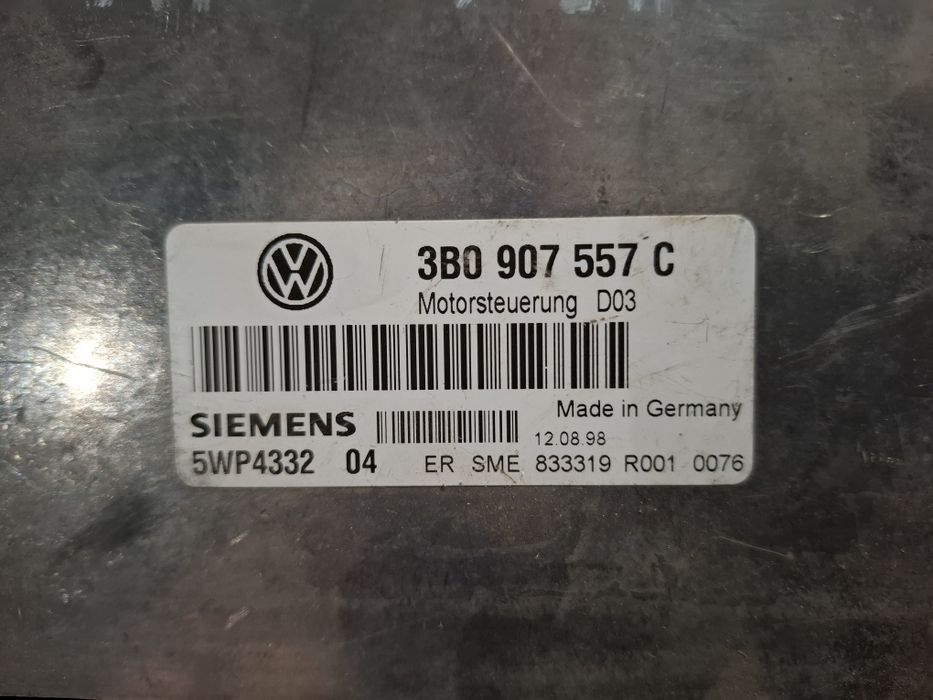 3B0 907 557 C
Motorsteuerung D03
Made in Germany
SIEMENS
12.08.98
5WP4332 04 ER SME 833319 R001 0076